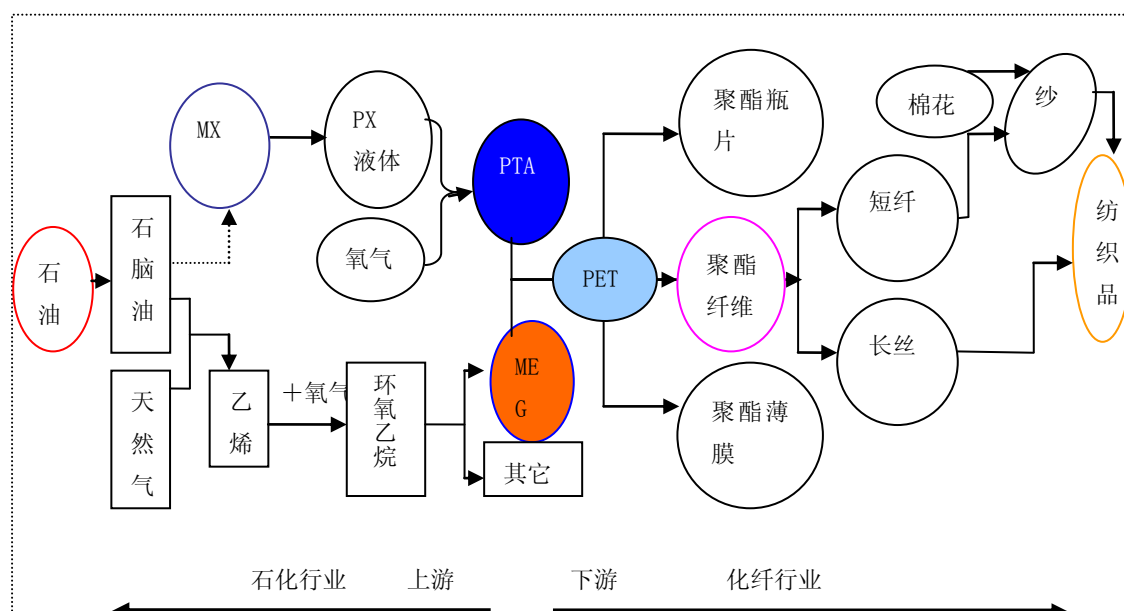 MX
PX
液体
氧气
PTA
石
油
石
脑
油
天
然
气
乙
烯
＋氧气
环
氧
乙
烷
ME
G
其它
PET
聚酯瓶
片
聚酯
纤维
聚酯薄
膜
棉花
纱
短纤
长丝
纺
织
品
石化行业 上游 下游 化纤行业